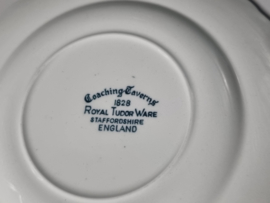 Coaching Taverns
1828
ROYAL TUDOR WARE
STAFFORDSHIRE
ENGLAND